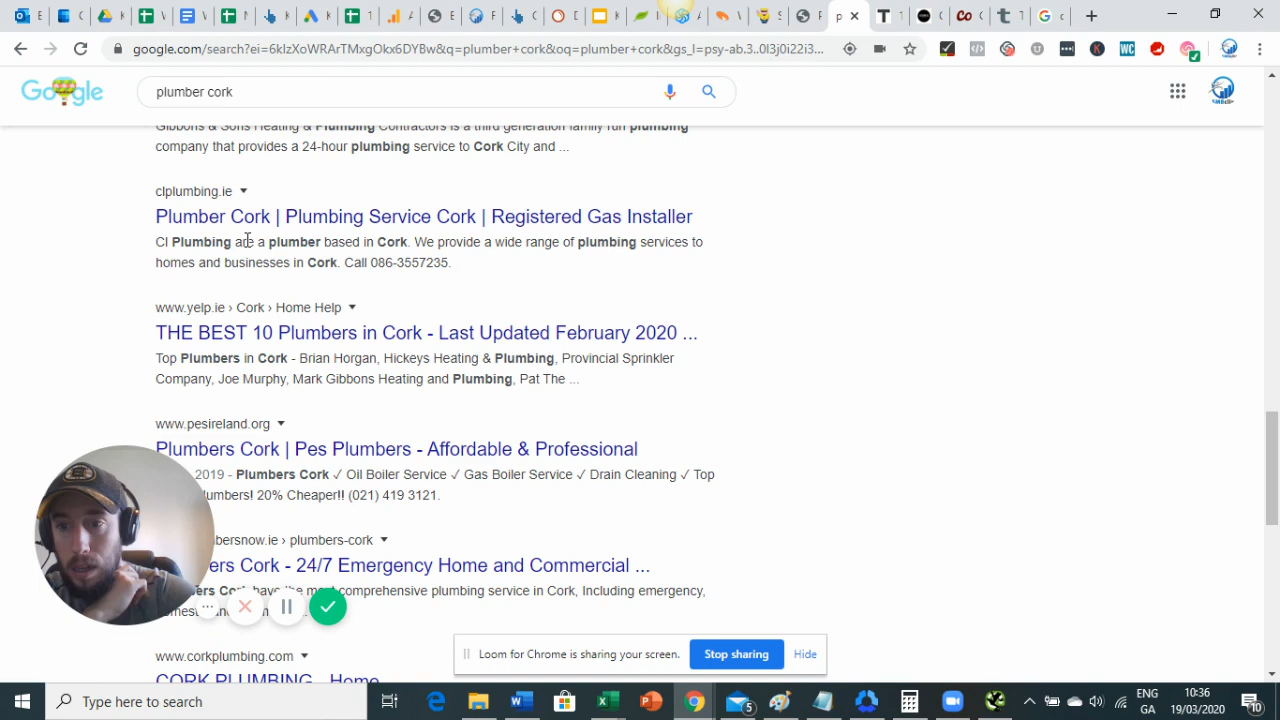 google.com/search?ei=6kIzXoWRArTMxgOkx6DYBw&q=plumber+cork&oq=plumber+cork&gs_l=psy-ab.3..0l3j0i22i3...
Google
plumber cork
Gibbons & Sons Heating & Plumbing Contractors is a third generation family run plumbing
company that provides a 24-hour plumbing service to Cork City and ...
clplumbing.ie
Plumber Cork | Plumbing Service Cork | Registered Gas Installer
Cl Plumbing are a plumber based in Cork. We provide a wide range of plumbing services to
homes and businesses in Cork. Call 086-3557235.
www.yelp.ie › Cork › Home Help
THE BEST 10 Plumbers in Cork - Last Updated February 2020 ...
Top Plumbers in Cork - Brian Horgan, Hickeys Heating & Plumbing, Provincial Sprinkler
Company, Joe Murphy, Mark Gibbons Heating and Plumbing, Pat The ...
www.pesireland.org
Plumbers Cork | Pes Plumbers - Affordable & Professional
2019 - Plumbers Cork ✓ Oil Boiler Service ✓ Gas Boiler Service ✓ Drain Cleaning ✓ Top
lumbers! 20% Cheaper!! (021) 419 3121.
bersnow.ie › plumbers-cork
ers Cork - 24/7 Emergency Home and Commercial ...
ers Cork have the most comprehensive plumbing service in Cork, Including emergency,
www.corkplumbing.com
CORK PLUMBING - Home
Loom for Chrome is sharing your screen.
Stop sharing
Hide
Type here to search
ENG
GA
10:36
19/03/2020